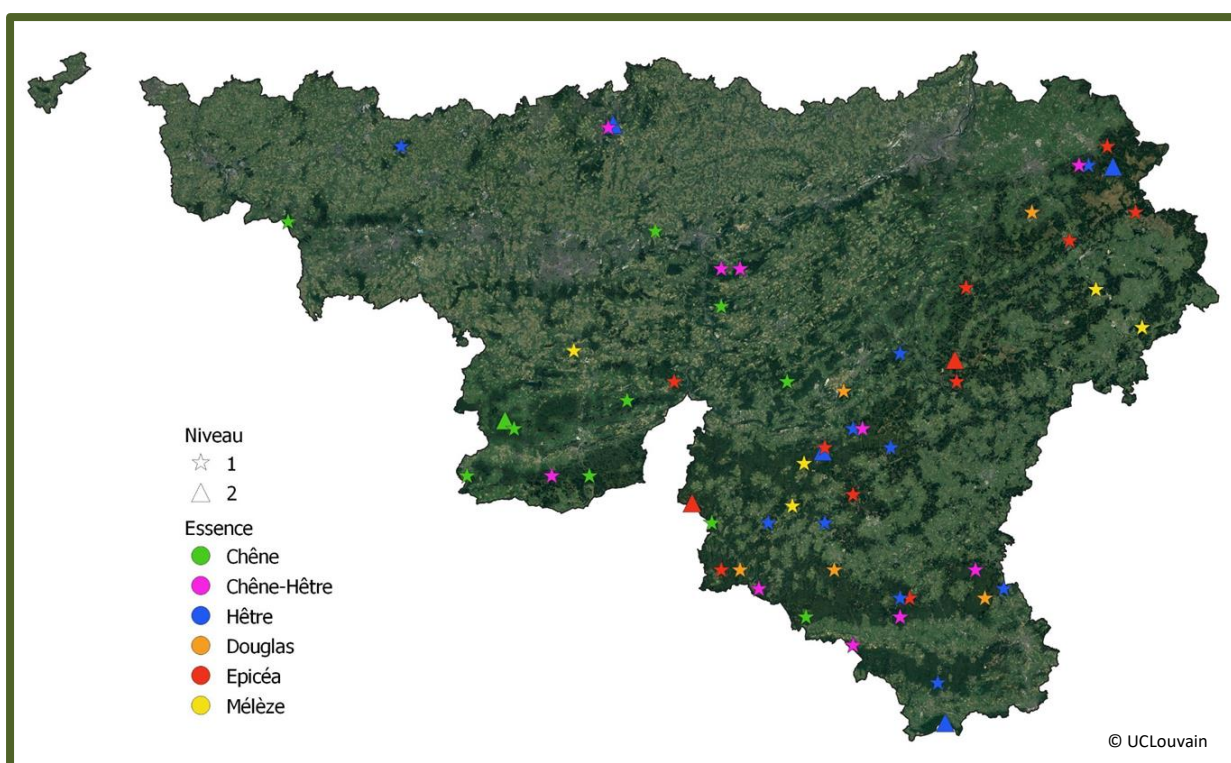 Niveau
1
2
Essence
Chêne
Chêne-Hêtre
Hêtre
Douglas
Epicéa
Mélèze
© UCLouvain